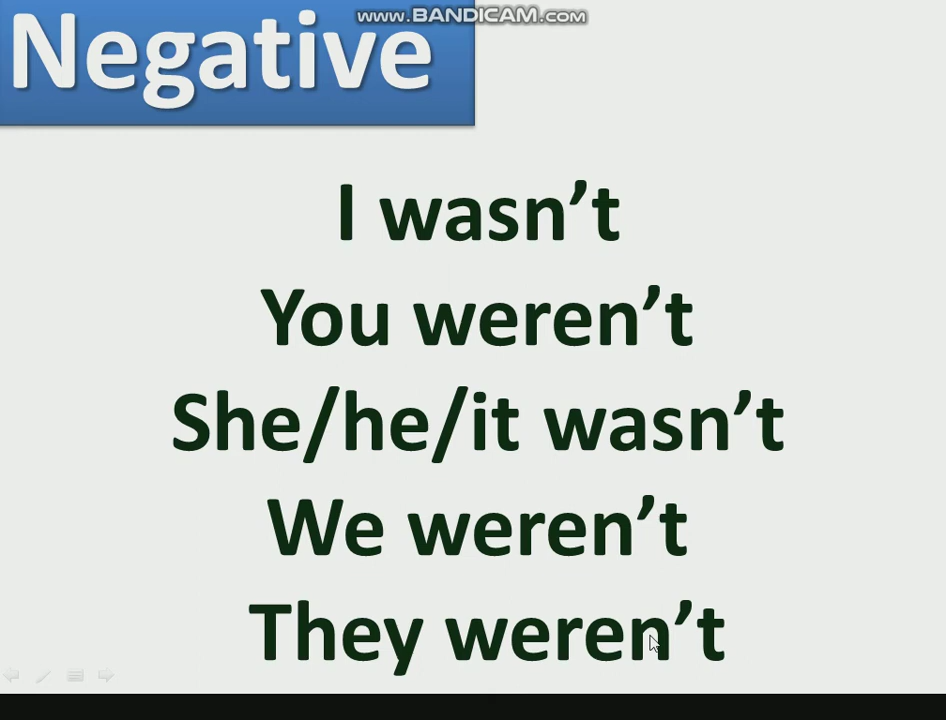 www.BANDICAM.com
Negative
I wasn’t
You weren’t
She/he/it wasn’t
We weren’t
They weren’t